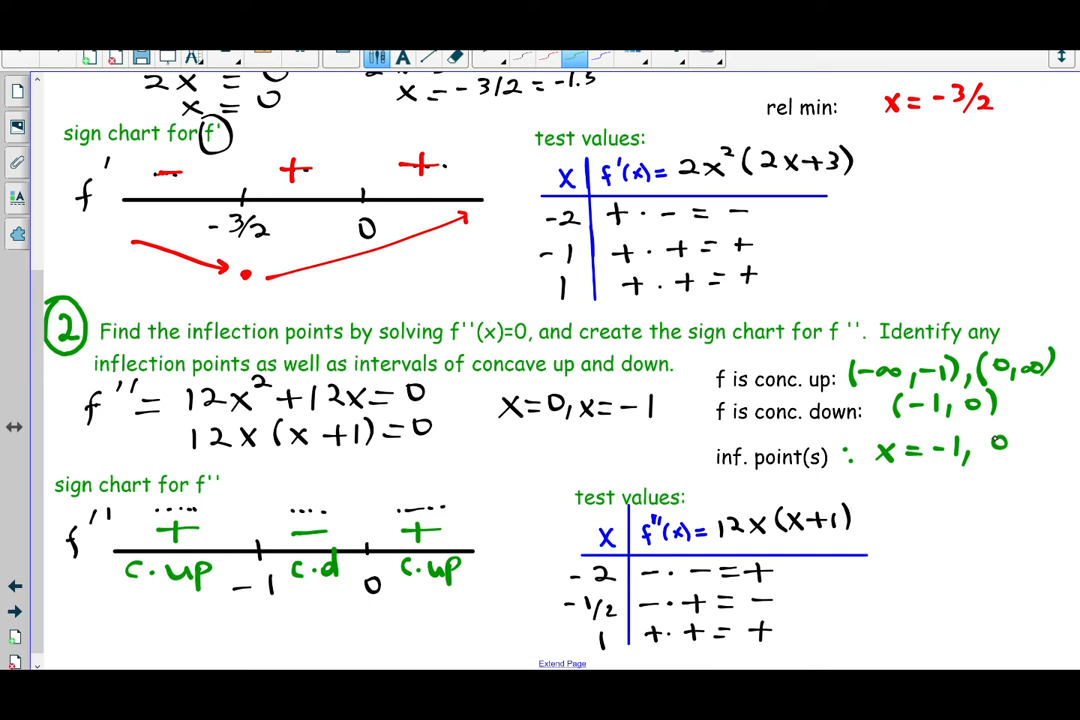 2x = 0
x = 0
x = -3/2 = -1.5
rel min: x = -3/2
sign chart for f'
f' - + +
-3/2 0
test values:
x f'(x)= 2x²(2x+3)
-2 + · - = -
-1 + · + = +
1 + · + = +
2 Find the inflection points by solving f''(x)=0, and create the sign chart for f ''. Identify any
inflection points as well as intervals of concave up and down.
f'' = 12x²+12x=0
12x(x+1)=0
x=0, x=-1
f is conc. up: (-∞,-1),(0,∞)
f is conc. down: (-1,0)
inf. point(s) : x = -1, 0
sign chart for f''
f'' + - +
c.up c.d c.up
-1 0
test values:
x f''(x)= 12x(x+1)
-2 - · - = +
-1/2 - · + = -
1 + · + = +
Extend Page